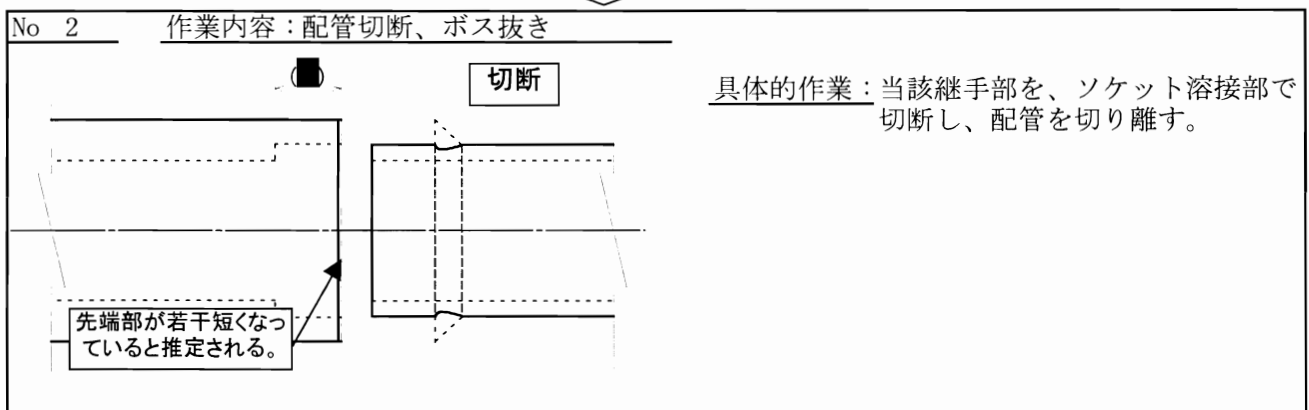 No 2 作業内容：配管切断、ボス抜き
切断
具体的作業：当該継手部を、ソケット溶接部で
切断し、配管を切り離す。
先端部が若干短くなっ
ていると推定される。